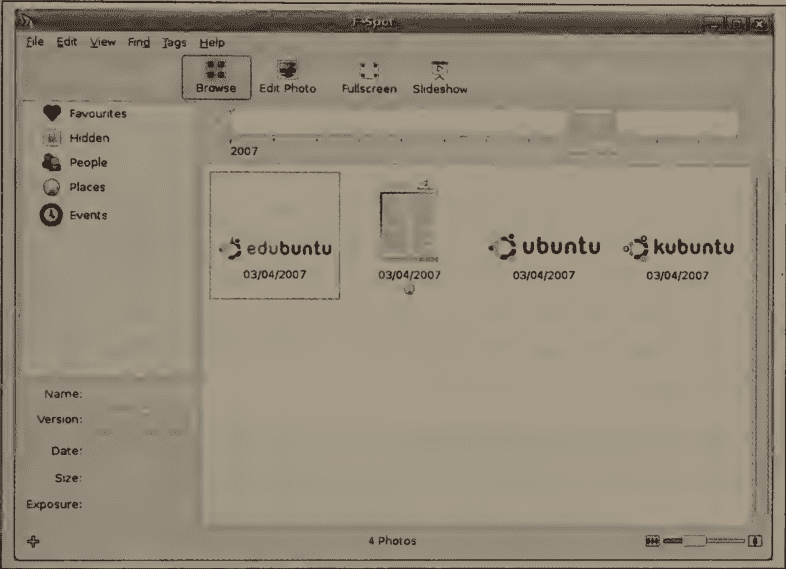 F-Spot
File Edit View Find Tags Help
Browse Edit Photo Fullscreen Slideshow
Favourites
Hidden
People
Places
Events
2007
edubuntu
03/04/2007
03/04/2007
ubuntu
03/04/2007
kubuntu
03/04/2007
Name:
Version:
Date:
Size:
Exposure:
4 Photos